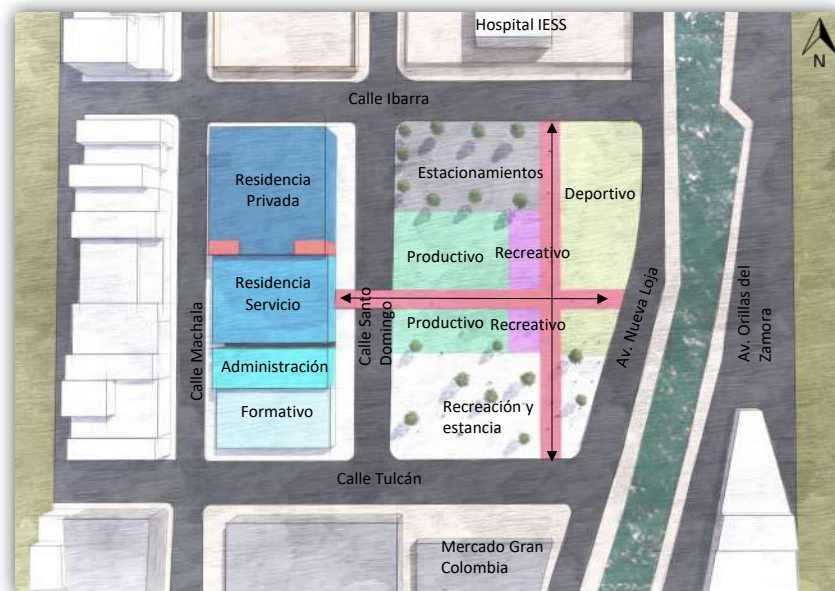 Hospital IESS
N
Calle Ibarra
Residencia
Privada
Estacionamientos
Deportivo
Productivo
Recreativo
Residencia
Servicio
Calle Machala
Calle Santo
Domingo
Av. Nueva Loja
Av. Orillas del
Zamora
Productivo
Recreativo
Administración
Formativo
Recreación y
estancia
Calle Tulcán
Mercado Gran
Colombia